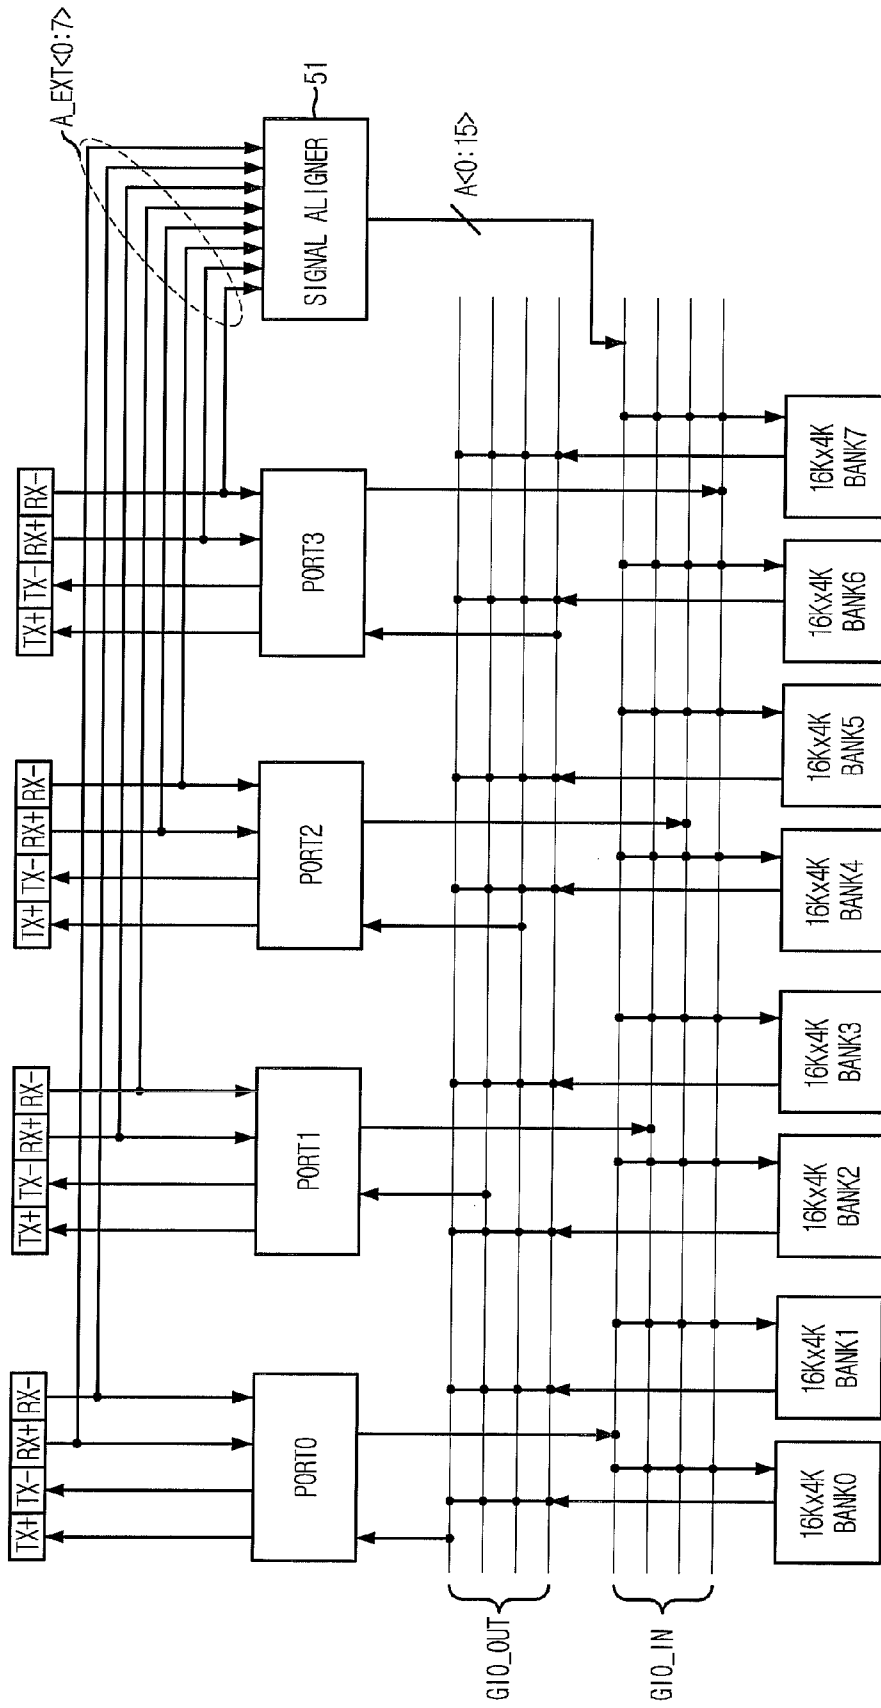 A_EXT<0:7>
TX+ TX- RX+ RX-
TX+ TX- RX+ RX-
TX+ TX- RX+ RX-
TX+ TX- RX+ RX-
PORT0
PORT1
PORT2
PORT3
SIGNAL ALIGNER
51
A<0:15>
GIO_OUT
GIO_IN
16Kx4K
BANK0
16Kx4K
BANK1
16Kx4K
BANK2
16Kx4K
BANK3
16Kx4K
BANK4
16Kx4K
BANK5
16Kx4K
BANK6
16Kx4K
BANK7